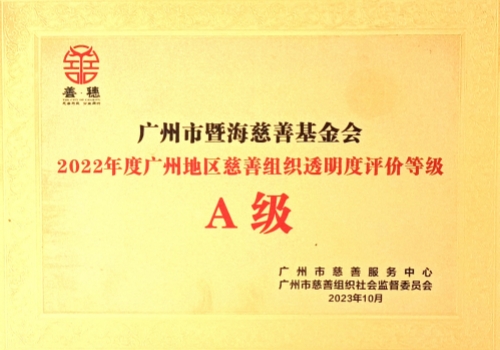 善·穗
广州市暨海慈善基金会
2022年度广州地区慈善组织透明度评价等级
A 级
广州市慈善服务中心
广州市慈善组织社会监督委员会
2023年10月